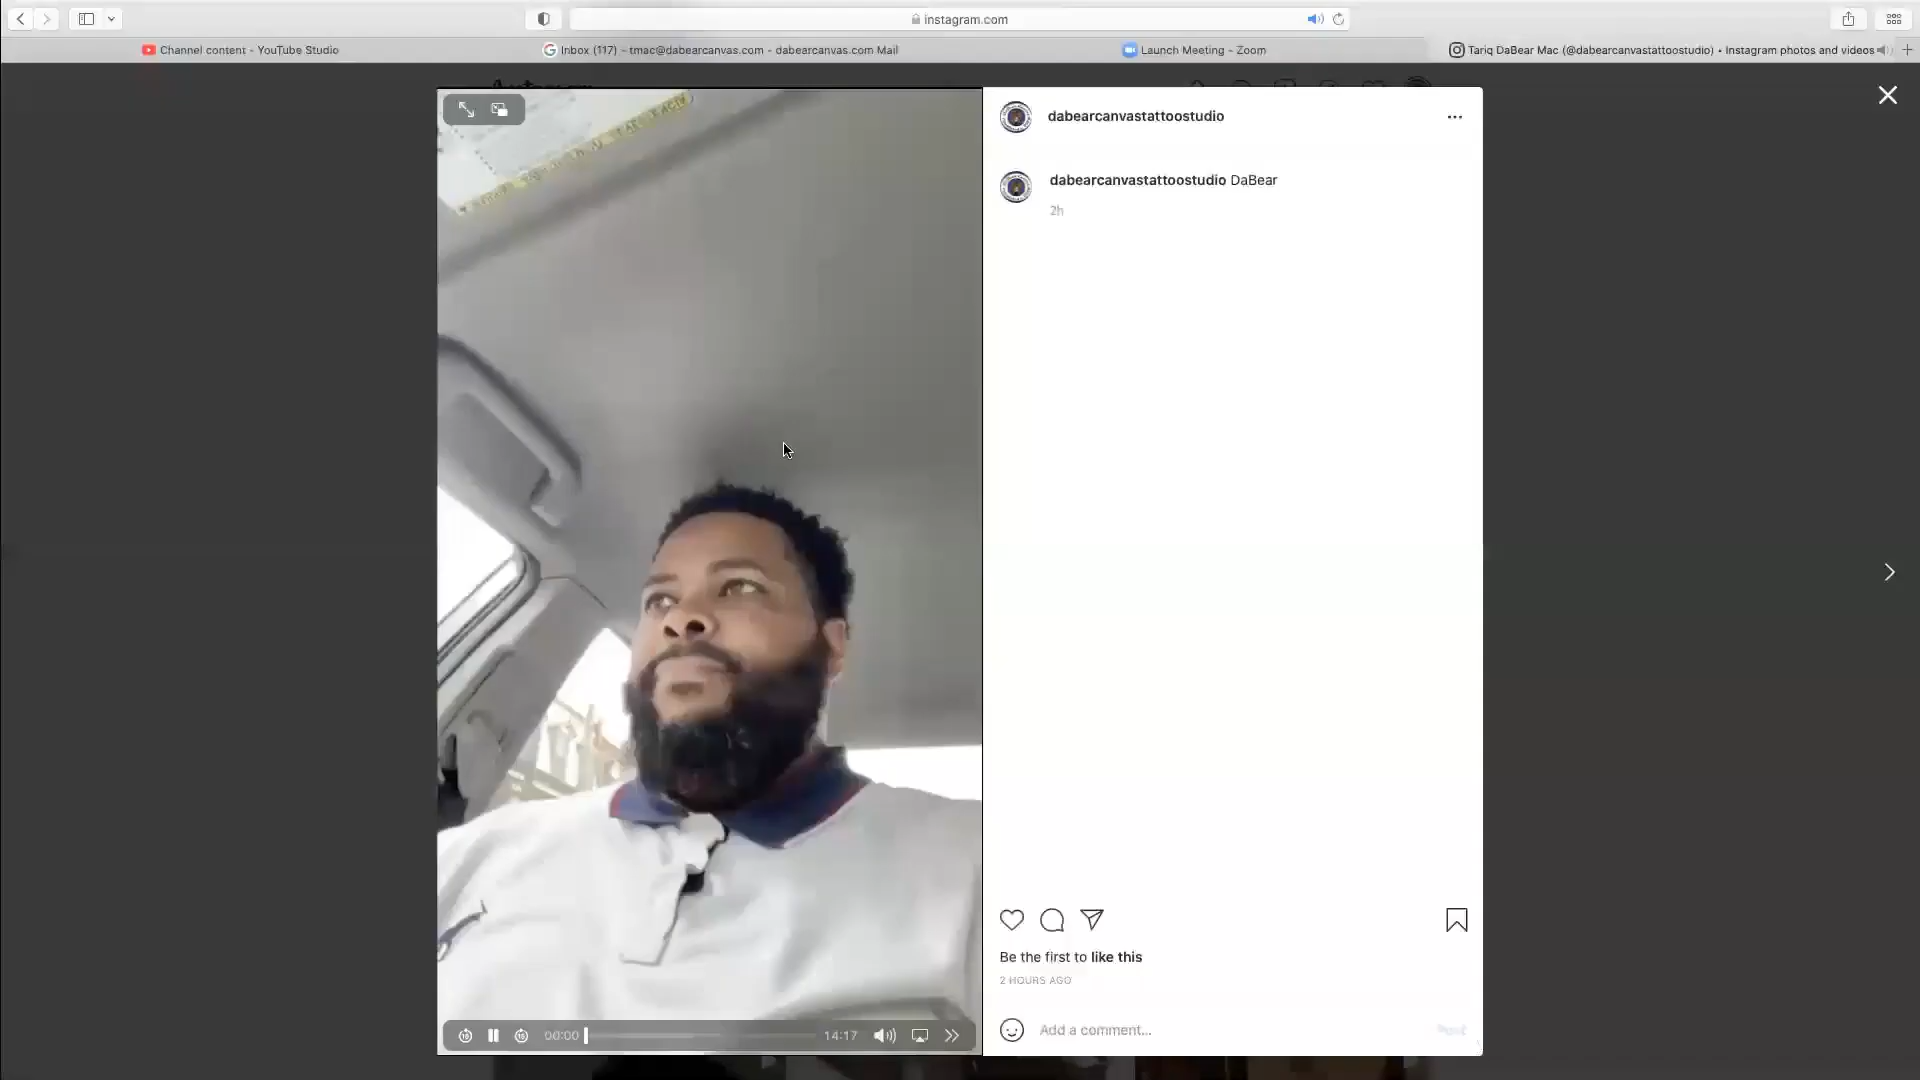 instagram.com
Channel content - YouTube Studio
Inbox (117) - tmac@dabearcanvas.com - dabearcanvas.com Mail
Launch Meeting - Zoom
Tariq DaBear Mac (@dabearcanvastattoostudio) • Instagram photos and videos
dabearcanvastattoostudio
dabearcanvastattoostudio DaBear
2h
Be the first to like this
2 HOURS AGO
00:00
14:17
Add a comment...
Post